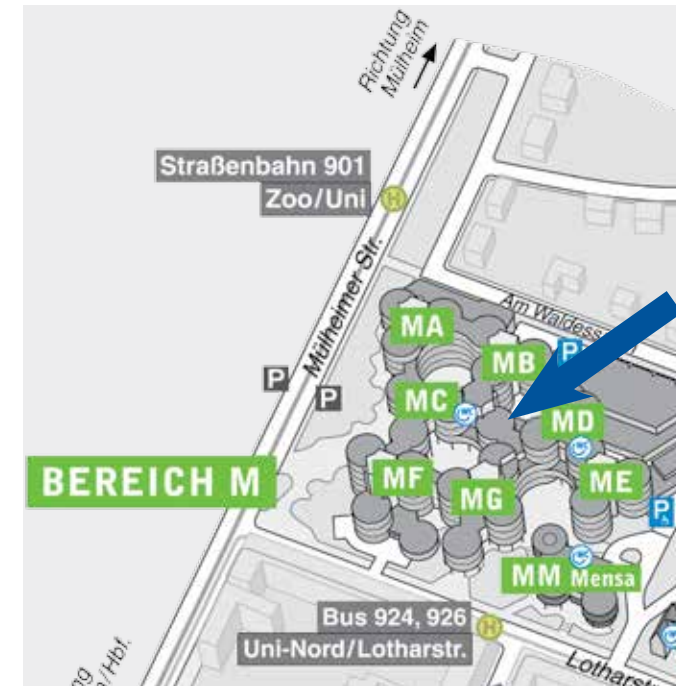 Richtung
Mülheim
Straßenbahn 901
Zoo/Uni
H
Mülheimer Str.
P
P
Am Waldess
MA
MB
P
MC
MD
BEREICH M
MF
MG
ME
P
MM Mensa
Bus 924, 926
Uni-Nord/Lotharstr.
H
Lotharst
/Hbf.